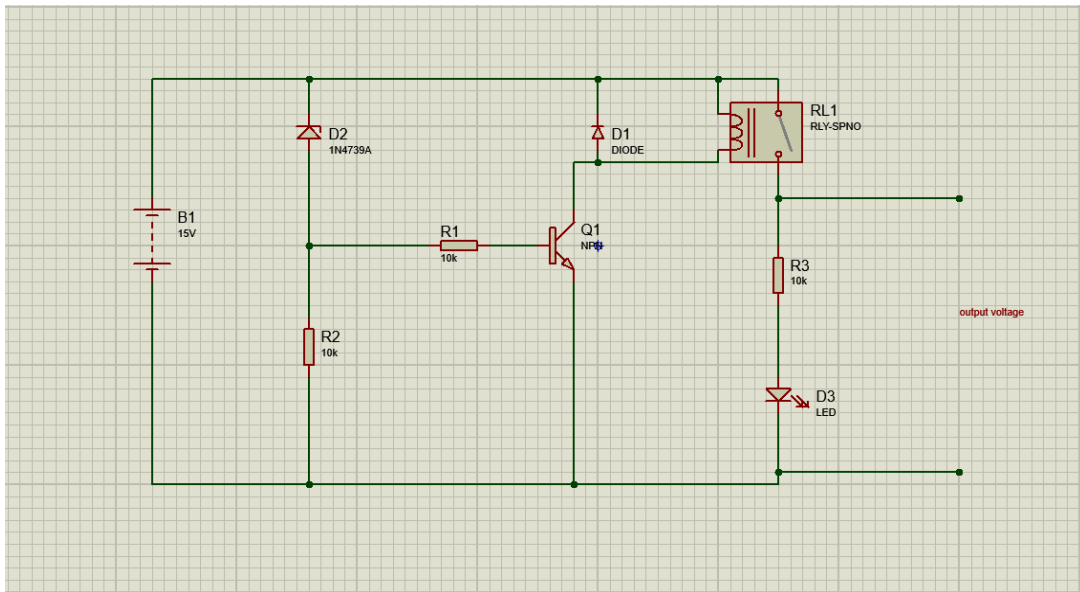 RL1
RLY-SPNO
D2
1N4739A
D1
DIODE
B1
15V
R1
10k
Q1
NPN
R3
10k
output voltage
R2
10k
D3
LED